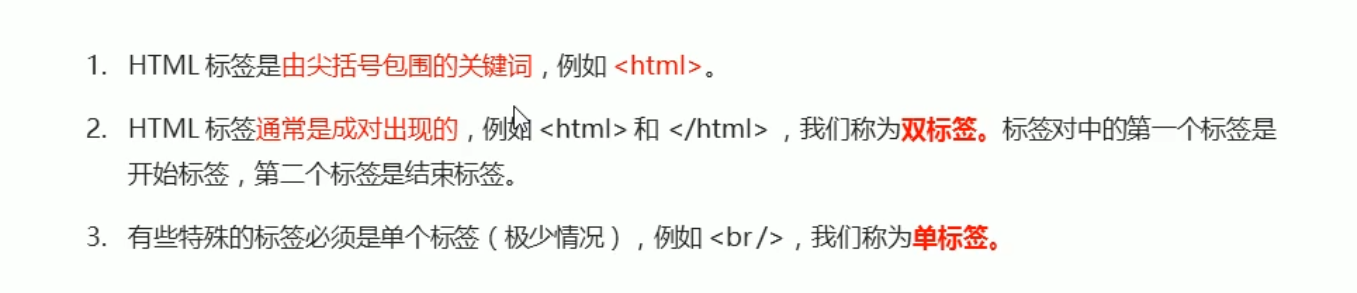 1. HTML 标签是由尖括号包围的关键词，例如 <html>。
2. HTML 标签通常是成对出现的，例如 <html> 和 </html> ，我们称为双标签。标签对中的第一个标签是
开始标签，第二个标签是结束标签。
3. 有些特殊的标签必须是单个标签（极少情况），例如 <br />，我们称为单标签。